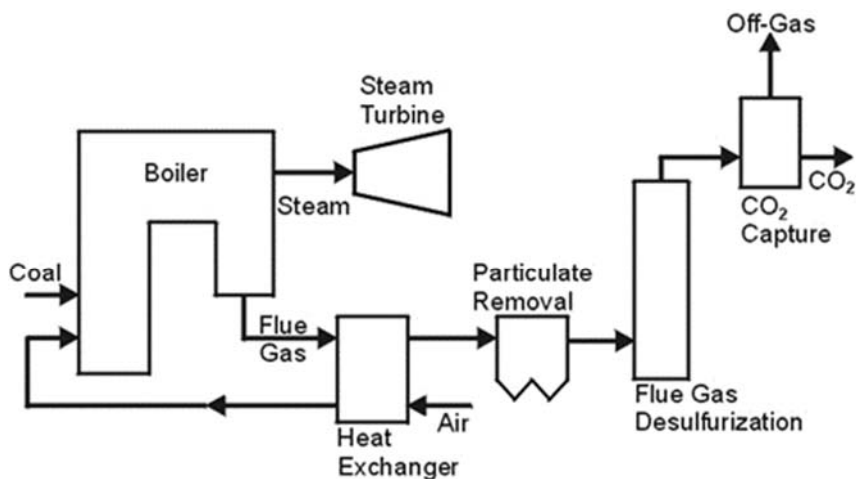 Off-Gas
Steam
Turbine
Boiler
Steam
CO₂
CO₂
Capture
Coal
Particulate
Removal
Flue
Gas
Air
Heat
Exchanger
Flue Gas
Desulfurization